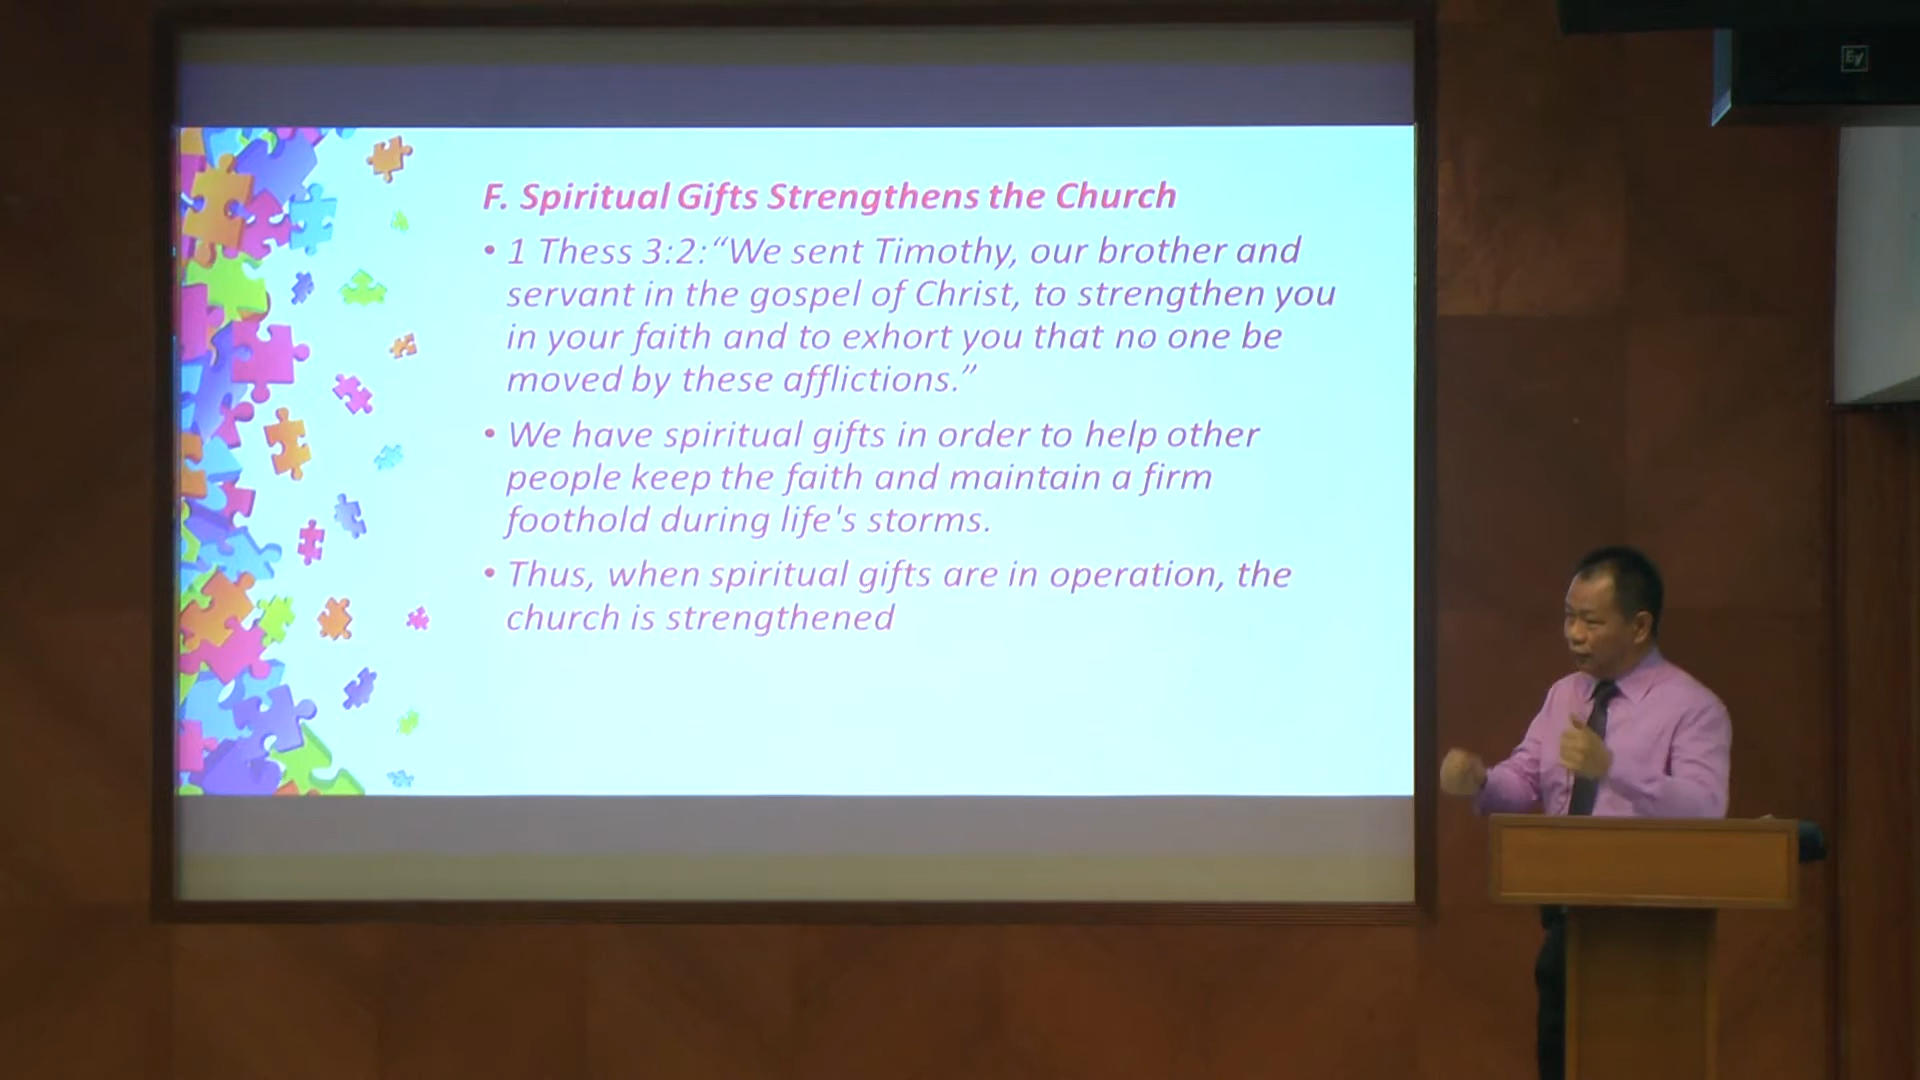 EV
F. Spiritual Gifts Strengthens the Church
• 1 Thess 3:2:“We sent Timothy, our brother and
servant in the gospel of Christ, to strengthen you
in your faith and to exhort you that no one be
moved by these afflictions.”
• We have spiritual gifts in order to help other
people keep the faith and maintain a firm
foothold during life's storms.
• Thus, when spiritual gifts are in operation, the
church is strengthened